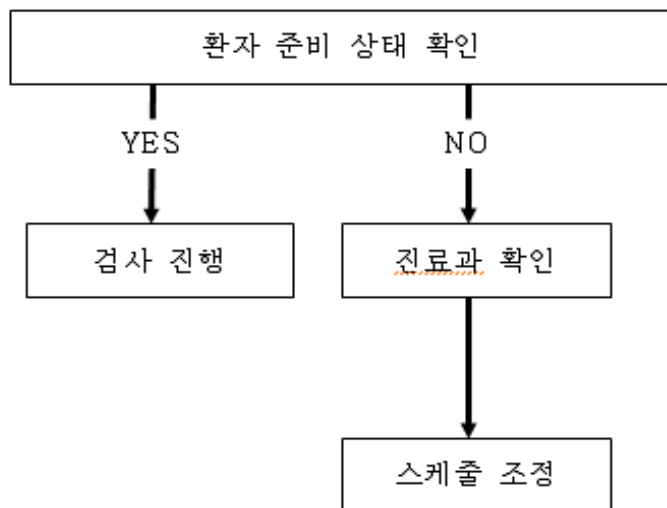 환자 준비 상태 확인
YES
NO
검사 진행
진료과 확인
스케줄 조정